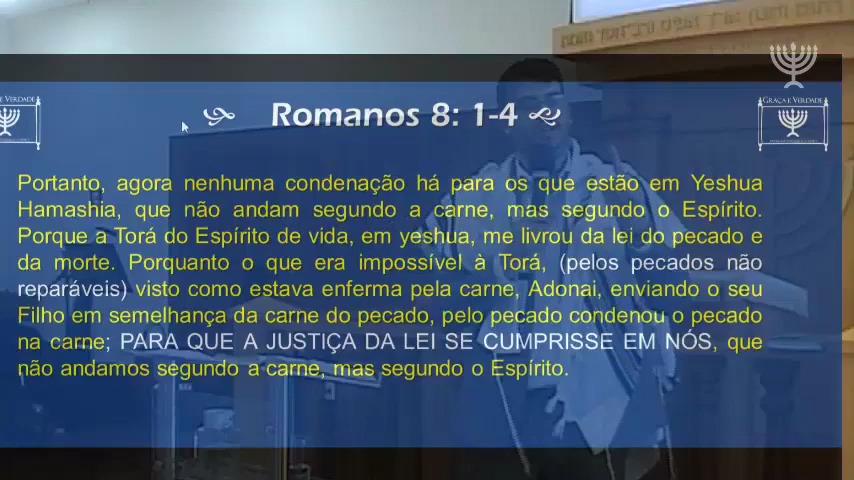 Romanos 8: 1-4
GRAÇA E VERDADE
Portanto, agora nenhuma condenação há para os que estão em Yeshua
Hamashia, que não andam segundo a carne, mas segundo o Espírito.
Porque a Torá do Espírito de vida, em yeshua, me livrou da lei do pecado e
da morte. Porquanto o que era impossível à Torá, (pelos pecados não
reparáveis) visto como estava enferma pela carne, Adonai, enviando o seu
Filho em semelhança da carne do pecado, pelo pecado condenou o pecado
na carne; PARA QUE A JUSTIÇA DA LEI SE CUMPRISSE EM NÓS, que
não andamos segundo a carne, mas segundo o Espírito.